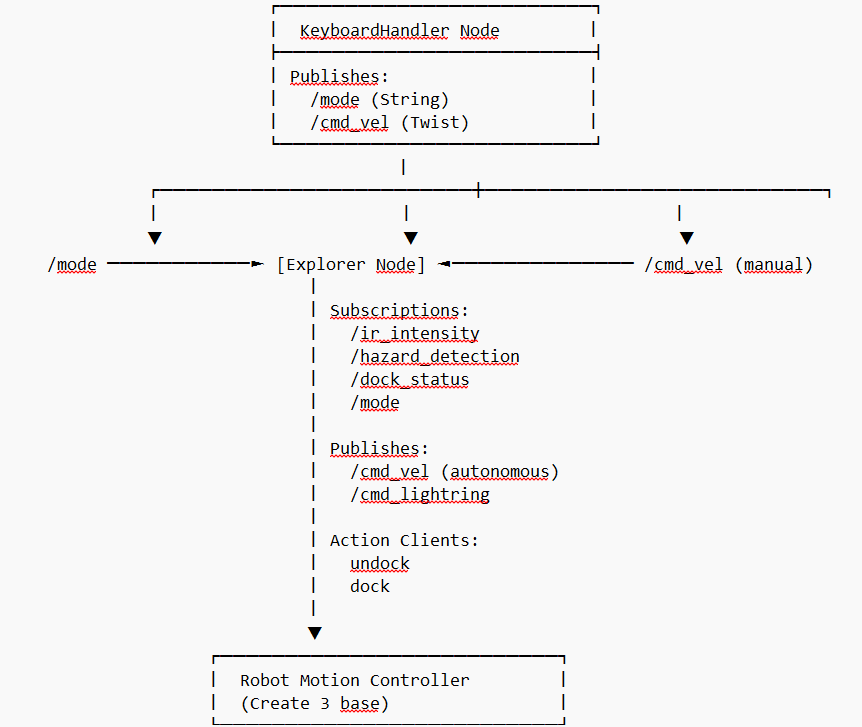 KeyboardHandler Node
Publishes:
/mode (String)
/cmd_vel (Twist)
/mode [Explorer Node] /cmd_vel (manual)
Subscriptions:
/ir_intensity
/hazard_detection
/dock_status
/mode
Publishes:
/cmd_vel (autonomous)
/cmd_lightring
Action Clients:
undock
dock
Robot Motion Controller
(Create 3 base)